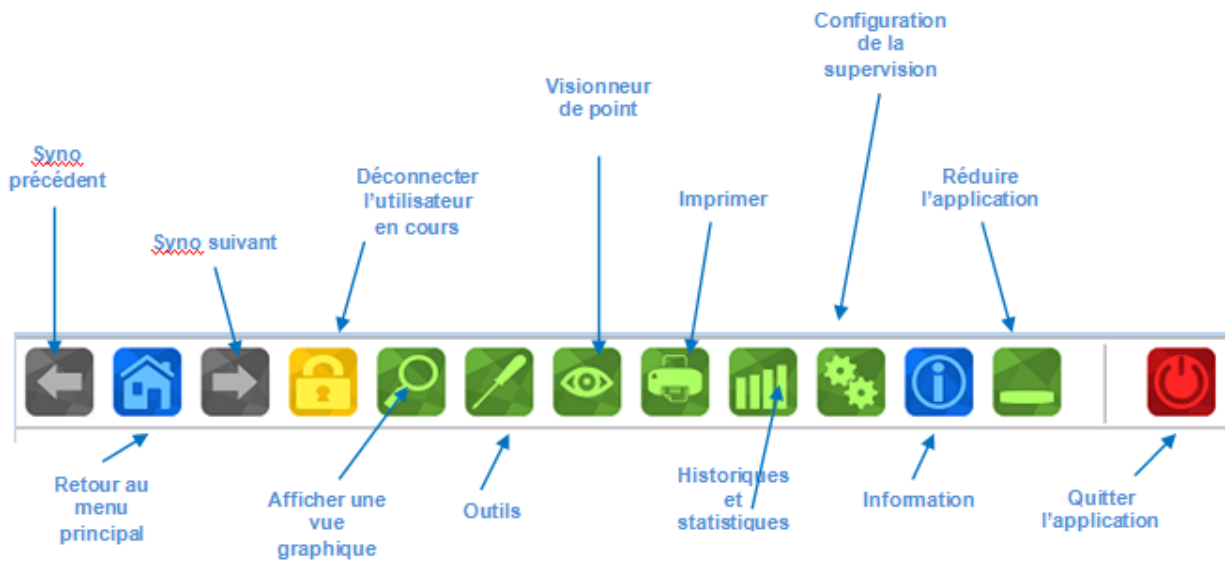 Configuration
de la
supervision
Visionneur
de point
Syno
précédent
Déconnecter
l'utilisateur
en cours
Réduire
l'application
Imprimer
Syno suivant
Retour au
menu
principal
Afficher une
vue
graphique
Outils
Historiques
et
statistiques
Information
Quitter
l'application